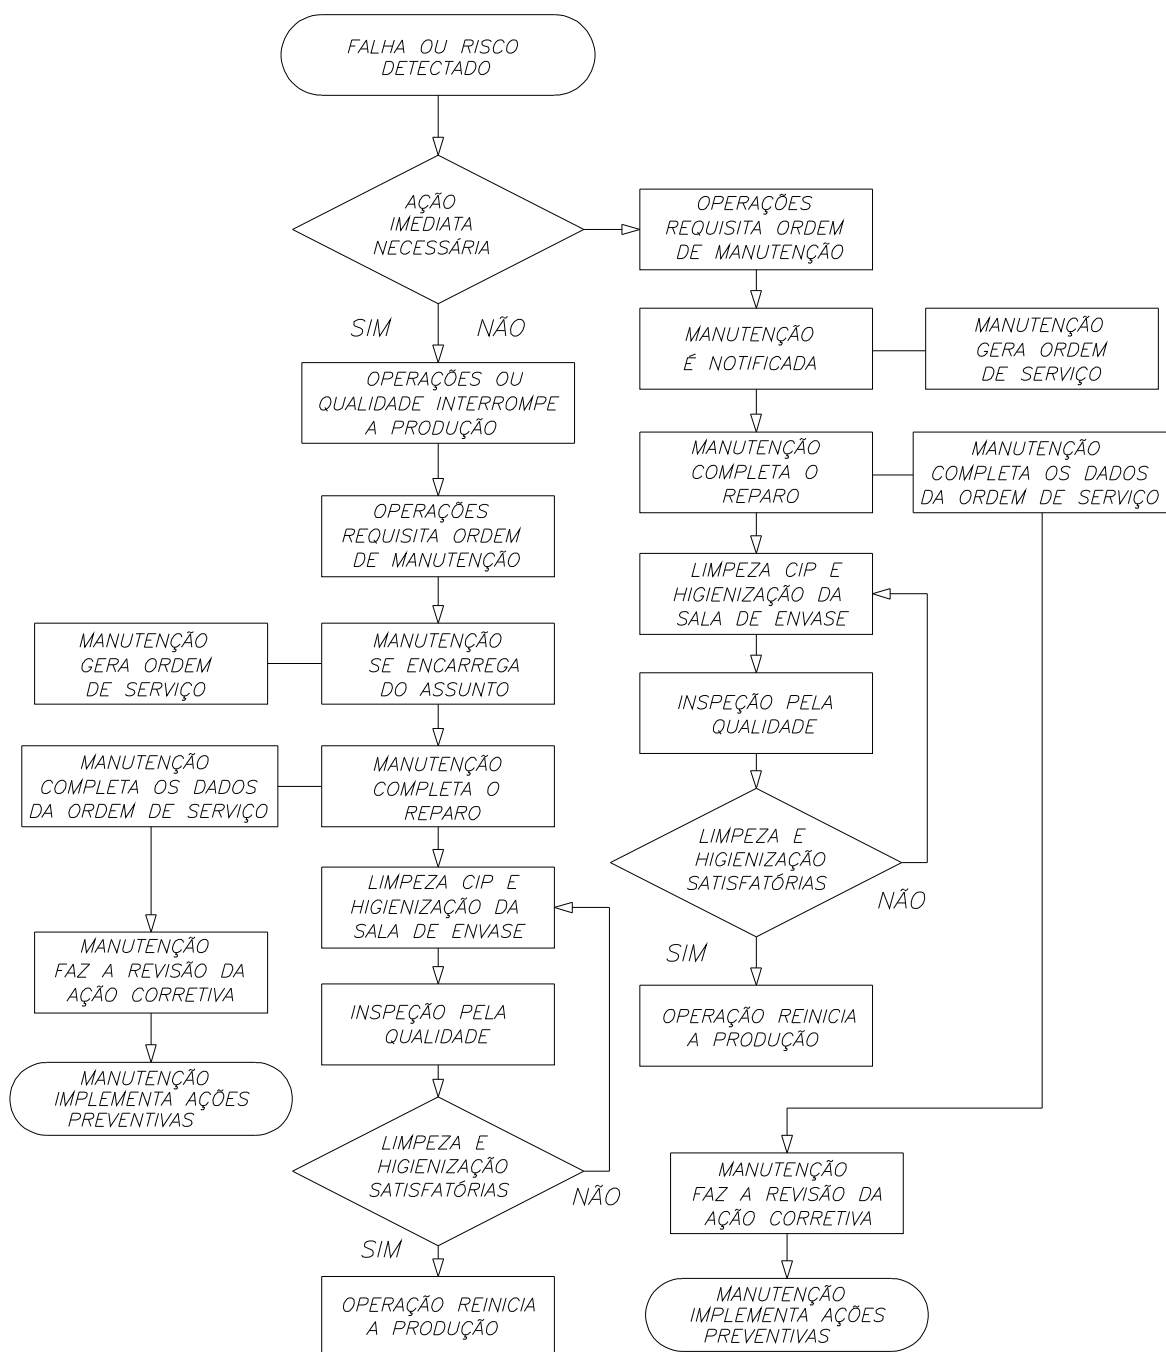 FALHA OU RISCO
DETECTADO
AÇÃO
IMEDIATA
NECESSÁRIA
SIM
NÃO
OPERAÇÕES OU
QUALIDADE INTERROMPE
A PRODUÇÃO
OPERAÇÕES
REQUISITA ORDEM
DE MANUTENÇÃO
MANUTENÇÃO
GERA ORDEM
DE SERVIÇO
MANUTENÇÃO
SE ENCARREGA
DO ASSUNTO
MANUTENÇÃO
COMPLETA OS DADOS
DA ORDEM DE SERVIÇO
MANUTENÇÃO
COMPLETA O
REPARO
MANUTENÇÃO
FAZ A REVISÃO DA
AÇÃO CORRETIVA
MANUTENÇÃO
IMPLEMENTA AÇÕES
PREVENTIVAS
LIMPEZA CIP E
HIGIENIZAÇÃO DA
SALA DE ENVASE
INSPEÇÃO PELA
QUALIDADE
LIMPEZA E
HIGIENIZAÇÃO
SATISFATÓRIAS
NÃO
SIM
OPERAÇÃO REINICIA
A PRODUÇÃO
OPERAÇÕES
REQUISITA ORDEM
DE MANUTENÇÃO
MANUTENÇÃO
É NOTIFICADA
MANUTENÇÃO
GERA ORDEM
DE SERVIÇO
MANUTENÇÃO
COMPLETA O
REPARO
MANUTENÇÃO
COMPLETA OS DADOS
DA ORDEM DE SERVIÇO
LIMPEZA CIP E
HIGIENIZAÇÃO DA
SALA DE ENVASE
INSPEÇÃO PELA
QUALIDADE
LIMPEZA E
HIGIENIZAÇÃO
SATISFATÓRIAS
NÃO
SIM
OPERAÇÃO REINICIA
A PRODUÇÃO
MANUTENÇÃO
FAZ A REVISÃO DA
AÇÃO CORRETIVA
MANUTENÇÃO
IMPLEMENTA AÇÕES
PREVENTIVAS